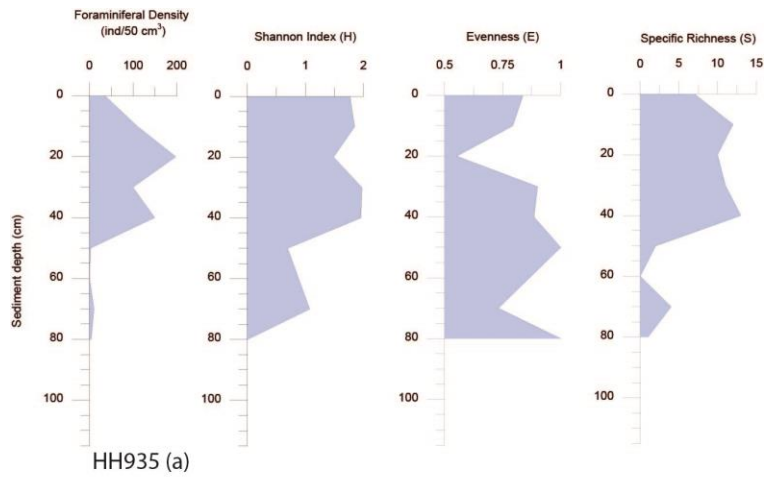 Foraminiferal Density
(ind/50 cm³)
Shannon Index (H)
Evenness (E)
Specific Richness (S)
0 100 200
0 1 2
0.5 0.75 1
0 5 10 15
0 0 0 0
20 20 20 20
40 40 40 40
60 60 60 60
80 80 80 80
100 100 100 100
Sediment depth (cm)
HH935 (a)